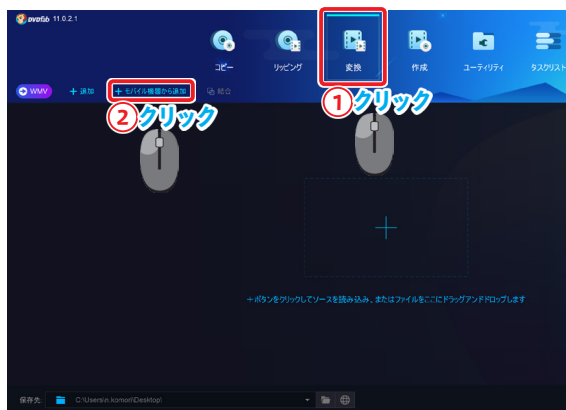 DVDFab 11.0.2.1
コピー
リッピング
変換
作成
ユーティリティ
タスクリスト
WMV
+ 追加
+ モバイル機器から追加
結合
①クリック
②クリック
+ボタンをクリックしてソースを読み込み、またはファイルをここにドラッグアンドドロップします
保存先: C:\Users\n.komori\Desktop\